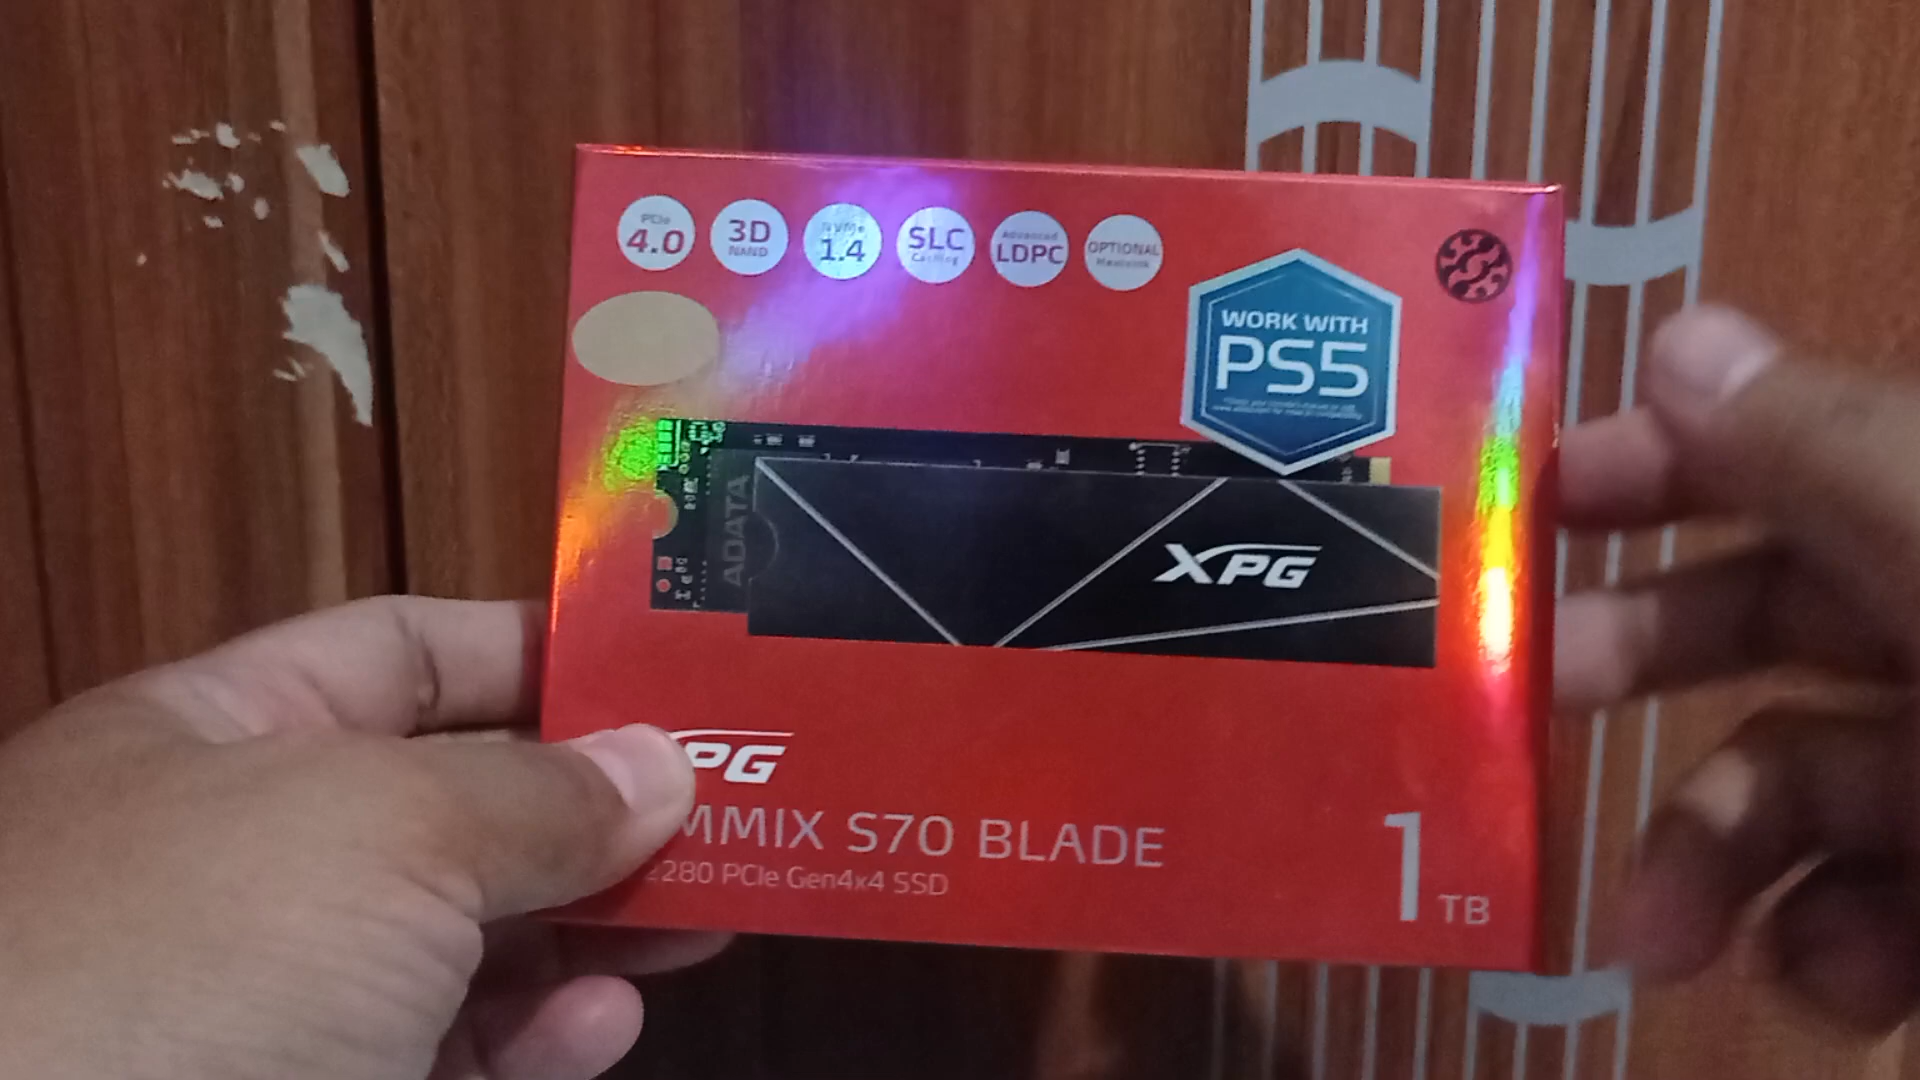 PCIe
4.0
3D
NAND
NVMe
1.4
SLC
Caching
Advanced
LDPC
OPTIONAL
Heatsink
WORK WITH
PS5
ADATA
XPG
PG
MMIX S70 BLADE
2280 PCIe Gen4x4 SSD
1
TB